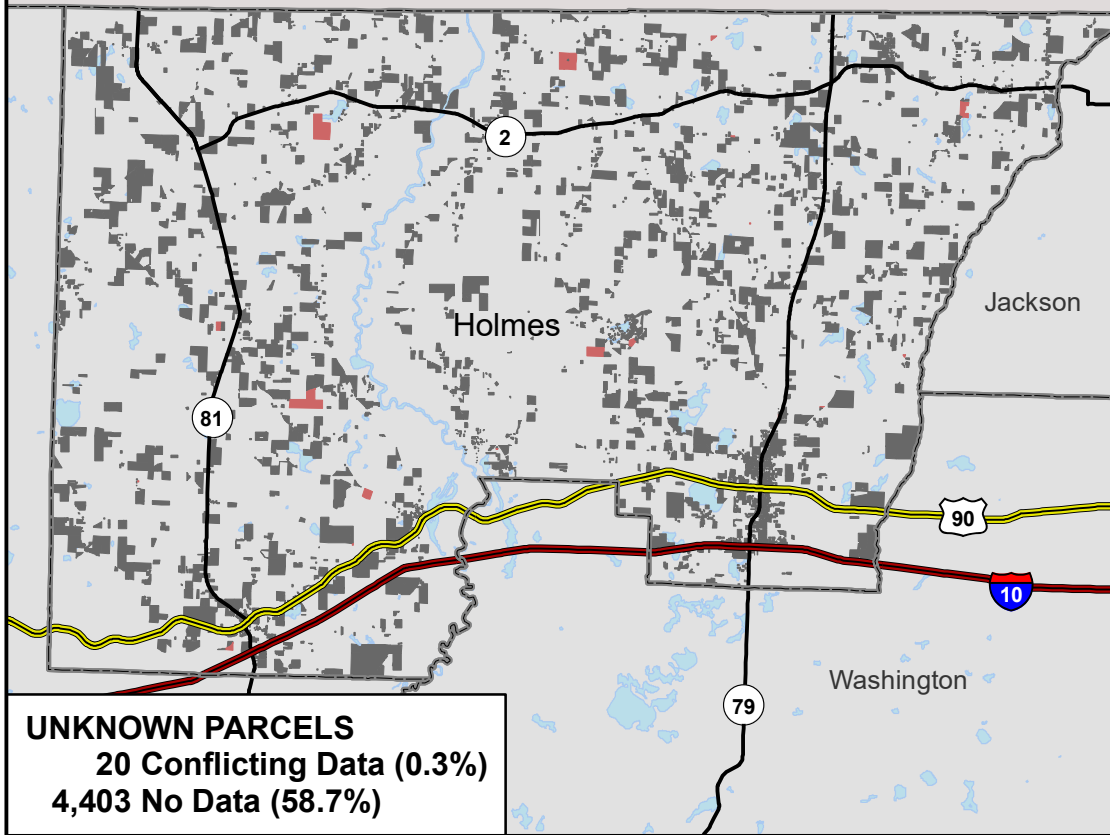 2
Jackson
Holmes
81
90
10
Washington
79
UNKNOWN PARCELS
20 Conflicting Data (0.3%)
4,403 No Data (58.7%)